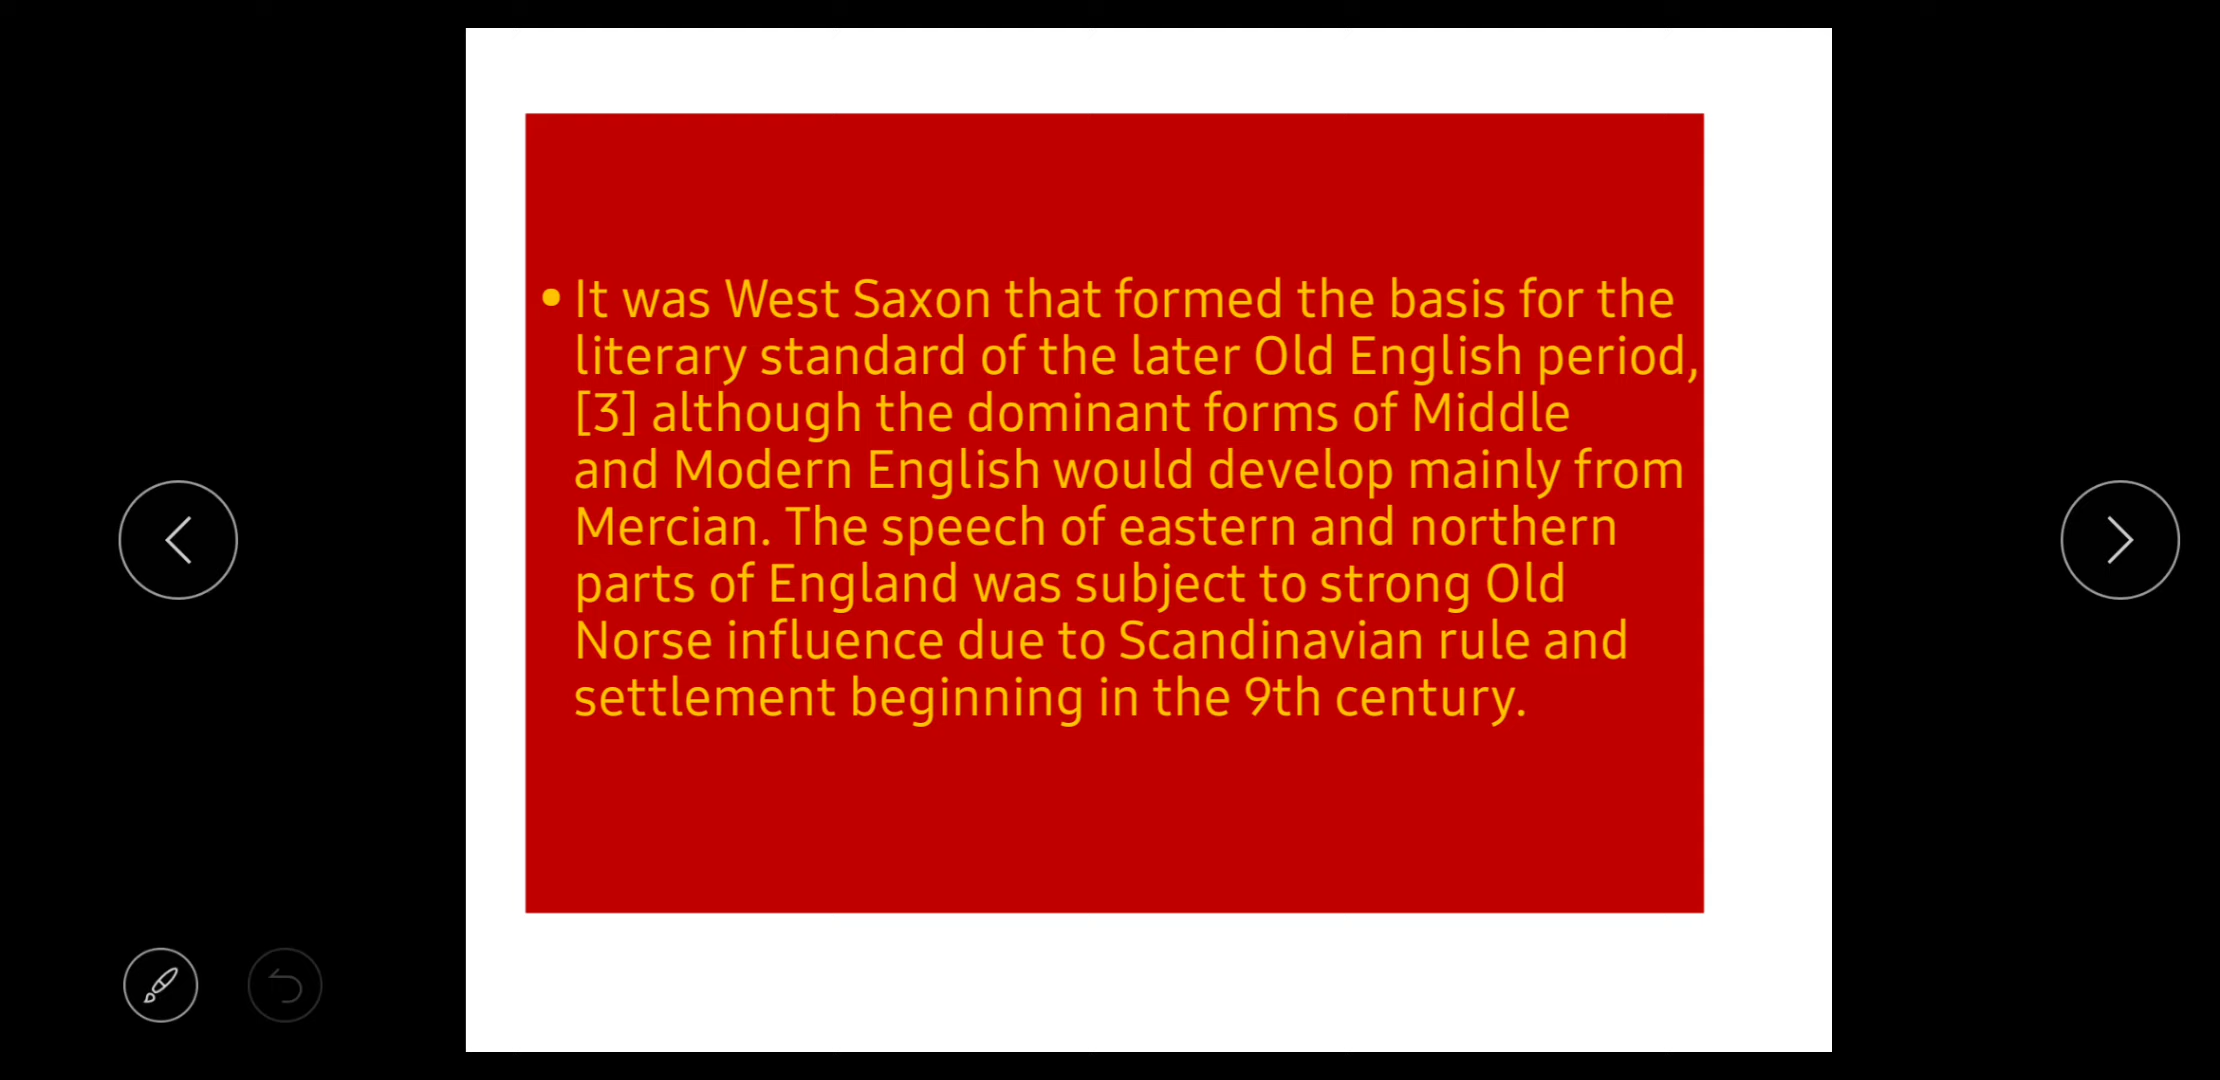 • It was West Saxon that formed the basis for the
literary standard of the later Old English period,
[3] although the dominant forms of Middle
and Modern English would develop mainly from
Mercian. The speech of eastern and northern
parts of England was subject to strong Old
Norse influence due to Scandinavian rule and
settlement beginning in the 9th century.